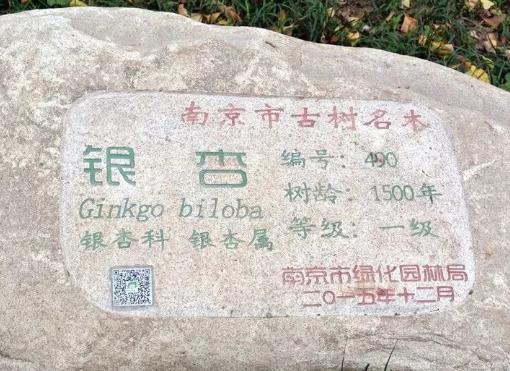 南京市古树名木
银杏
编号：490
Ginkgo biloba
树龄：1500年
银杏科 银杏属
等级：一级
南京市绿化园林局
二〇一五年十二月